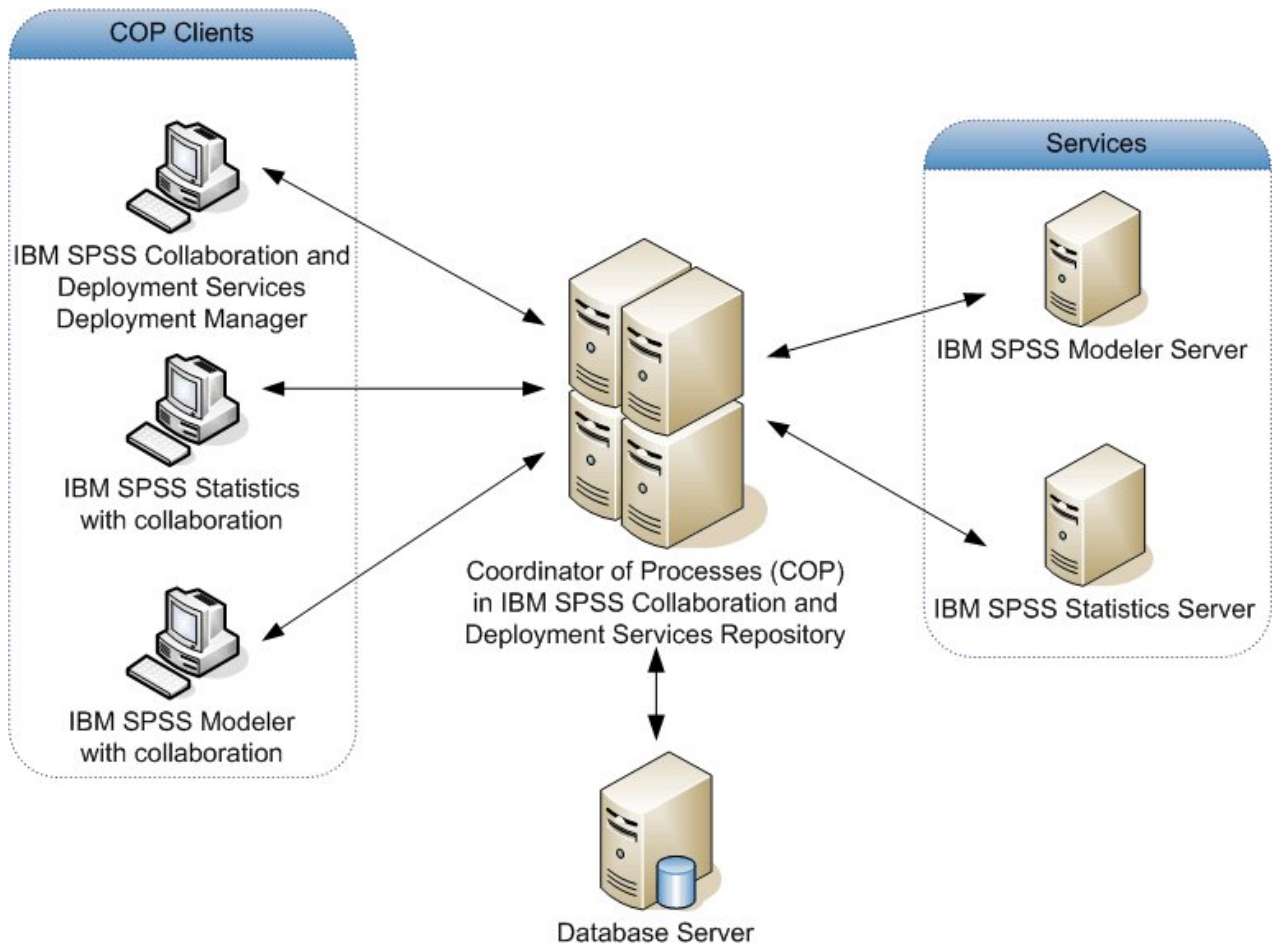 COP Clients
IBM SPSS Collaboration and
Deployment Services
Deployment Manager
IBM SPSS Statistics
with collaboration
IBM SPSS Modeler
with collaboration
Coordinator of Processes (COP)
in IBM SPSS Collaboration and
Deployment Services Repository
Database Server
Services
IBM SPSS Modeler Server
IBM SPSS Statistics Server